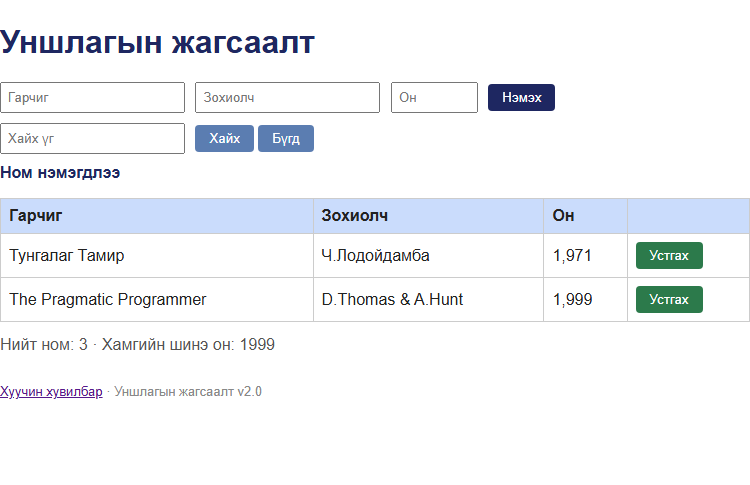 Уншлагын жагсаалт
Гарчиг Зохиолч Он Нэмэх
Хайх үг Хайх Бүгд
Ном нэмэгдлээ
Гарчиг Зохиолч Он
Тунгалаг Тамир Ч.Лодойдамба 1,971 Устгах
The Pragmatic Programmer D.Thomas & A.Hunt 1,999 Устгах
Нийт ном: 3 · Хамгийн шинэ он: 1999
Хуучин хувилбар · Уншлагын жагсаалт v2.0